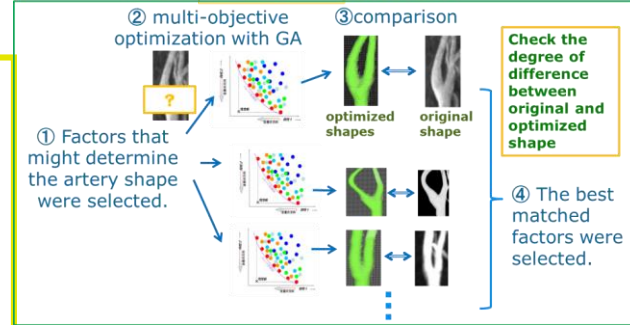 ② multi-objective
optimization with GA
③comparison
?
① Factors that
might determine
the artery shape
were selected.
optimized
shapes
original
shape
Check the
degree of
difference
between
original and
optimized
shape
④ The best
matched
factors were
selected.